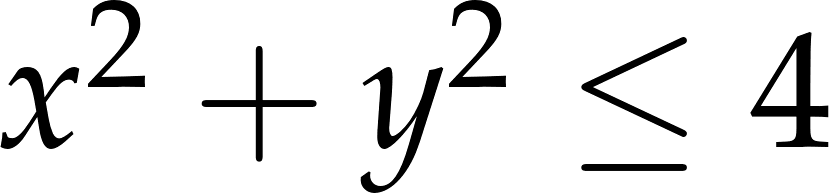 x² + y² ≤ 4